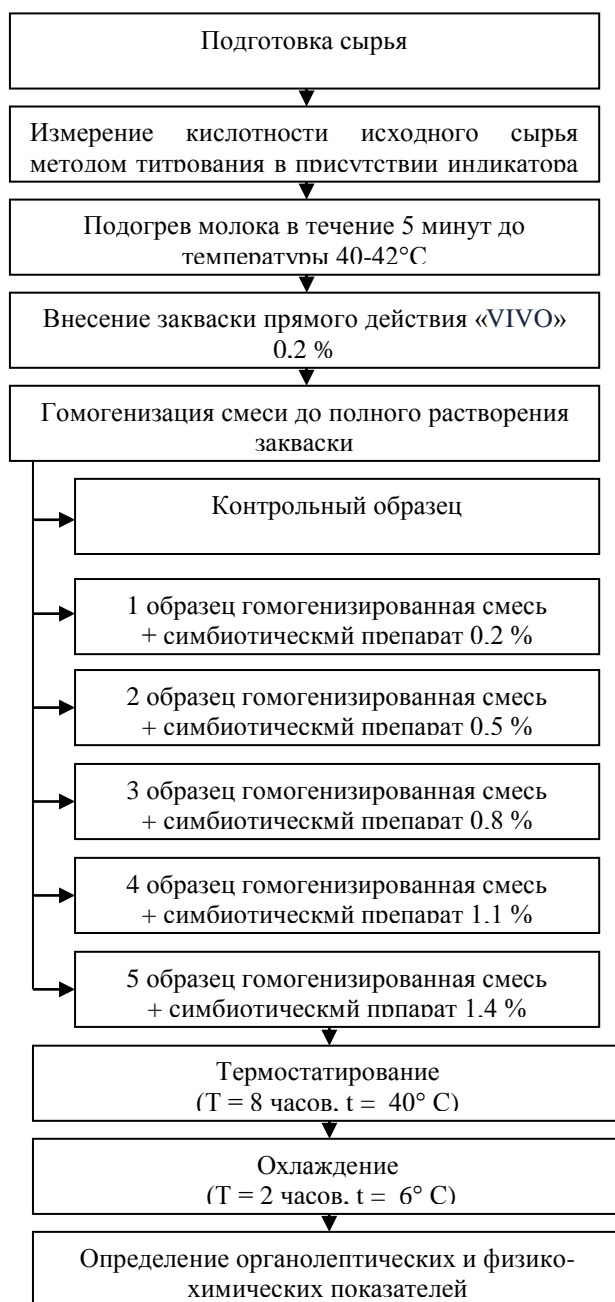 Подготовка сырья
Измерение кислотности исходного сырья
методом титрования в присутствии индикатора
Подогрев молока в течение 5 минут до
температуры 40-42°С
Внесение закваски прямого действия «VIVO»
0.2 %
Гомогенизация смеси до полного растворения
закваски
Контрольный образец
1 образец гомогенизированная смесь
+ симбиотическмй препарат 0.2 %
2 образец гомогенизированная смесь
+ симбиотическмй препарат 0.5 %
3 образец гомогенизированная смесь
+ симбиотическмй препарат 0.8 %
4 образец гомогенизированная смесь
+ симбиотическмй препарат 1.1 %
5 образец гомогенизированная смесь
+ симбиотическмй прпарат 1.4 %
Термостатирование
(Т = 8 часов, t = 40° С)
Охлаждение
(Т = 2 часов, t = 6° С)
Определение органолептических и физико-
химических показателей